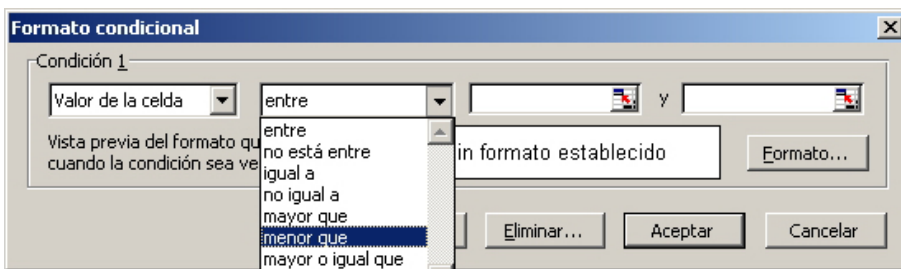 Formato condicional
Condición 1
Valor de la celda entre y
entre
no está entre
igual a
no igual a
mayor que
menor que
mayor o igual que
Vista previa del formato
cuando la condición sea
in formato establecido
Formato...
Eliminar... Aceptar Cancelar